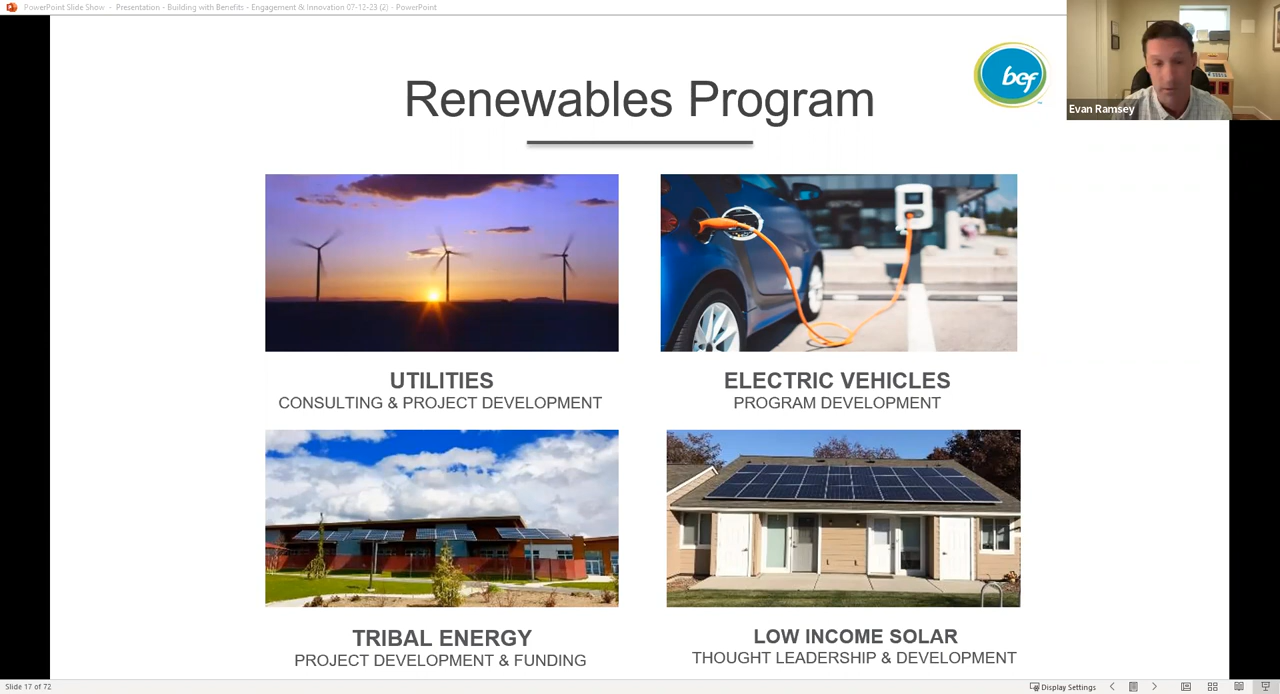 PowerPoint Slide Show - Presentation - Building with Benefits - Engagement & Innovation 07-12-23 (2) - PowerPoint
Renewables Program
bef
Evan Ramsey
UTILITIES
CONSULTING & PROJECT DEVELOPMENT
ELECTRIC VEHICLES
PROGRAM DEVELOPMENT
TRIBAL ENERGY
PROJECT DEVELOPMENT & FUNDING
LOW INCOME SOLAR
THOUGHT LEADERSHIP & DEVELOPMENT
Slide 17 of 72
Display Settings